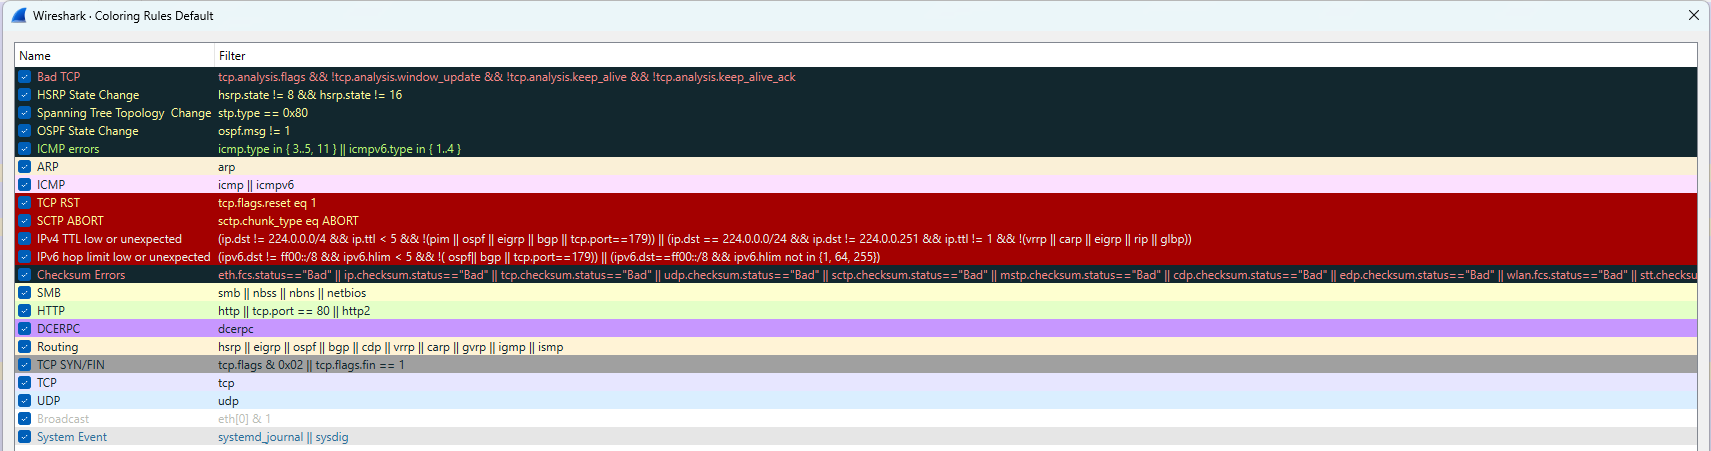 Wireshark · Coloring Rules Default
Name Filter
Bad TCP tcp.analysis.flags && !tcp.analysis.window_update && !tcp.analysis.keep_alive && !tcp.analysis.keep_alive_ack
HSRP State Change hsrp.state != 8 && hsrp.state != 16
Spanning Tree Topology  Change stp.type == 0x80
OSPF State Change ospf.msg != 1
ICMP errors icmp.type in { 3..5, 11 } || icmpv6.type in { 1..4 }
ARP arp
ICMP icmp || icmpv6
TCP RST tcp.flags.reset eq 1
SCTP ABORT sctp.chunk_type eq ABORT
IPv4 TTL low or unexpected (ip.dst != 224.0.0.0/4 && ip.ttl < 5 && !(pim || ospf || eigrp || bgp || tcp.port==179)) || (ip.dst == 224.0.0.0/24 && ip.dst != 224.0.0.251 && ip.ttl != 1 && !(vrrp || carp || eigrp || rip || glbp))
IPv6 hop limit low or unexpected (ipv6.dst != ff00::/8 && ipv6.hlim < 5 && !( ospf|| bgp || tcp.port==179)) || (ipv6.dst==ff00::/8 && ipv6.hlim not in {1, 64, 255})
Checksum Errors eth.fcs.status=="Bad" || ip.checksum.status=="Bad" || tcp.checksum.status=="Bad" || udp.checksum.status=="Bad" || sctp.checksum.status=="Bad" || mstp.checksum.status=="Bad" || cdp.checksum.status=="Bad" || edp.checksum.status=="Bad" || wlan.fcs.status=="Bad" || stt.checksum
SMB smb || nbss || nbns || netbios
HTTP http || tcp.port == 80 || http2
DCERPC dcerpc
Routing hsrp || eigrp || ospf || bgp || cdp || vrrp || carp || gvrp || igmp || ismp
TCP SYN/FIN tcp.flags & 0x02 || tcp.flags.fin == 1
TCP tcp
UDP udp
Broadcast eth[0] & 1
System Event systemd_journal || sysdig